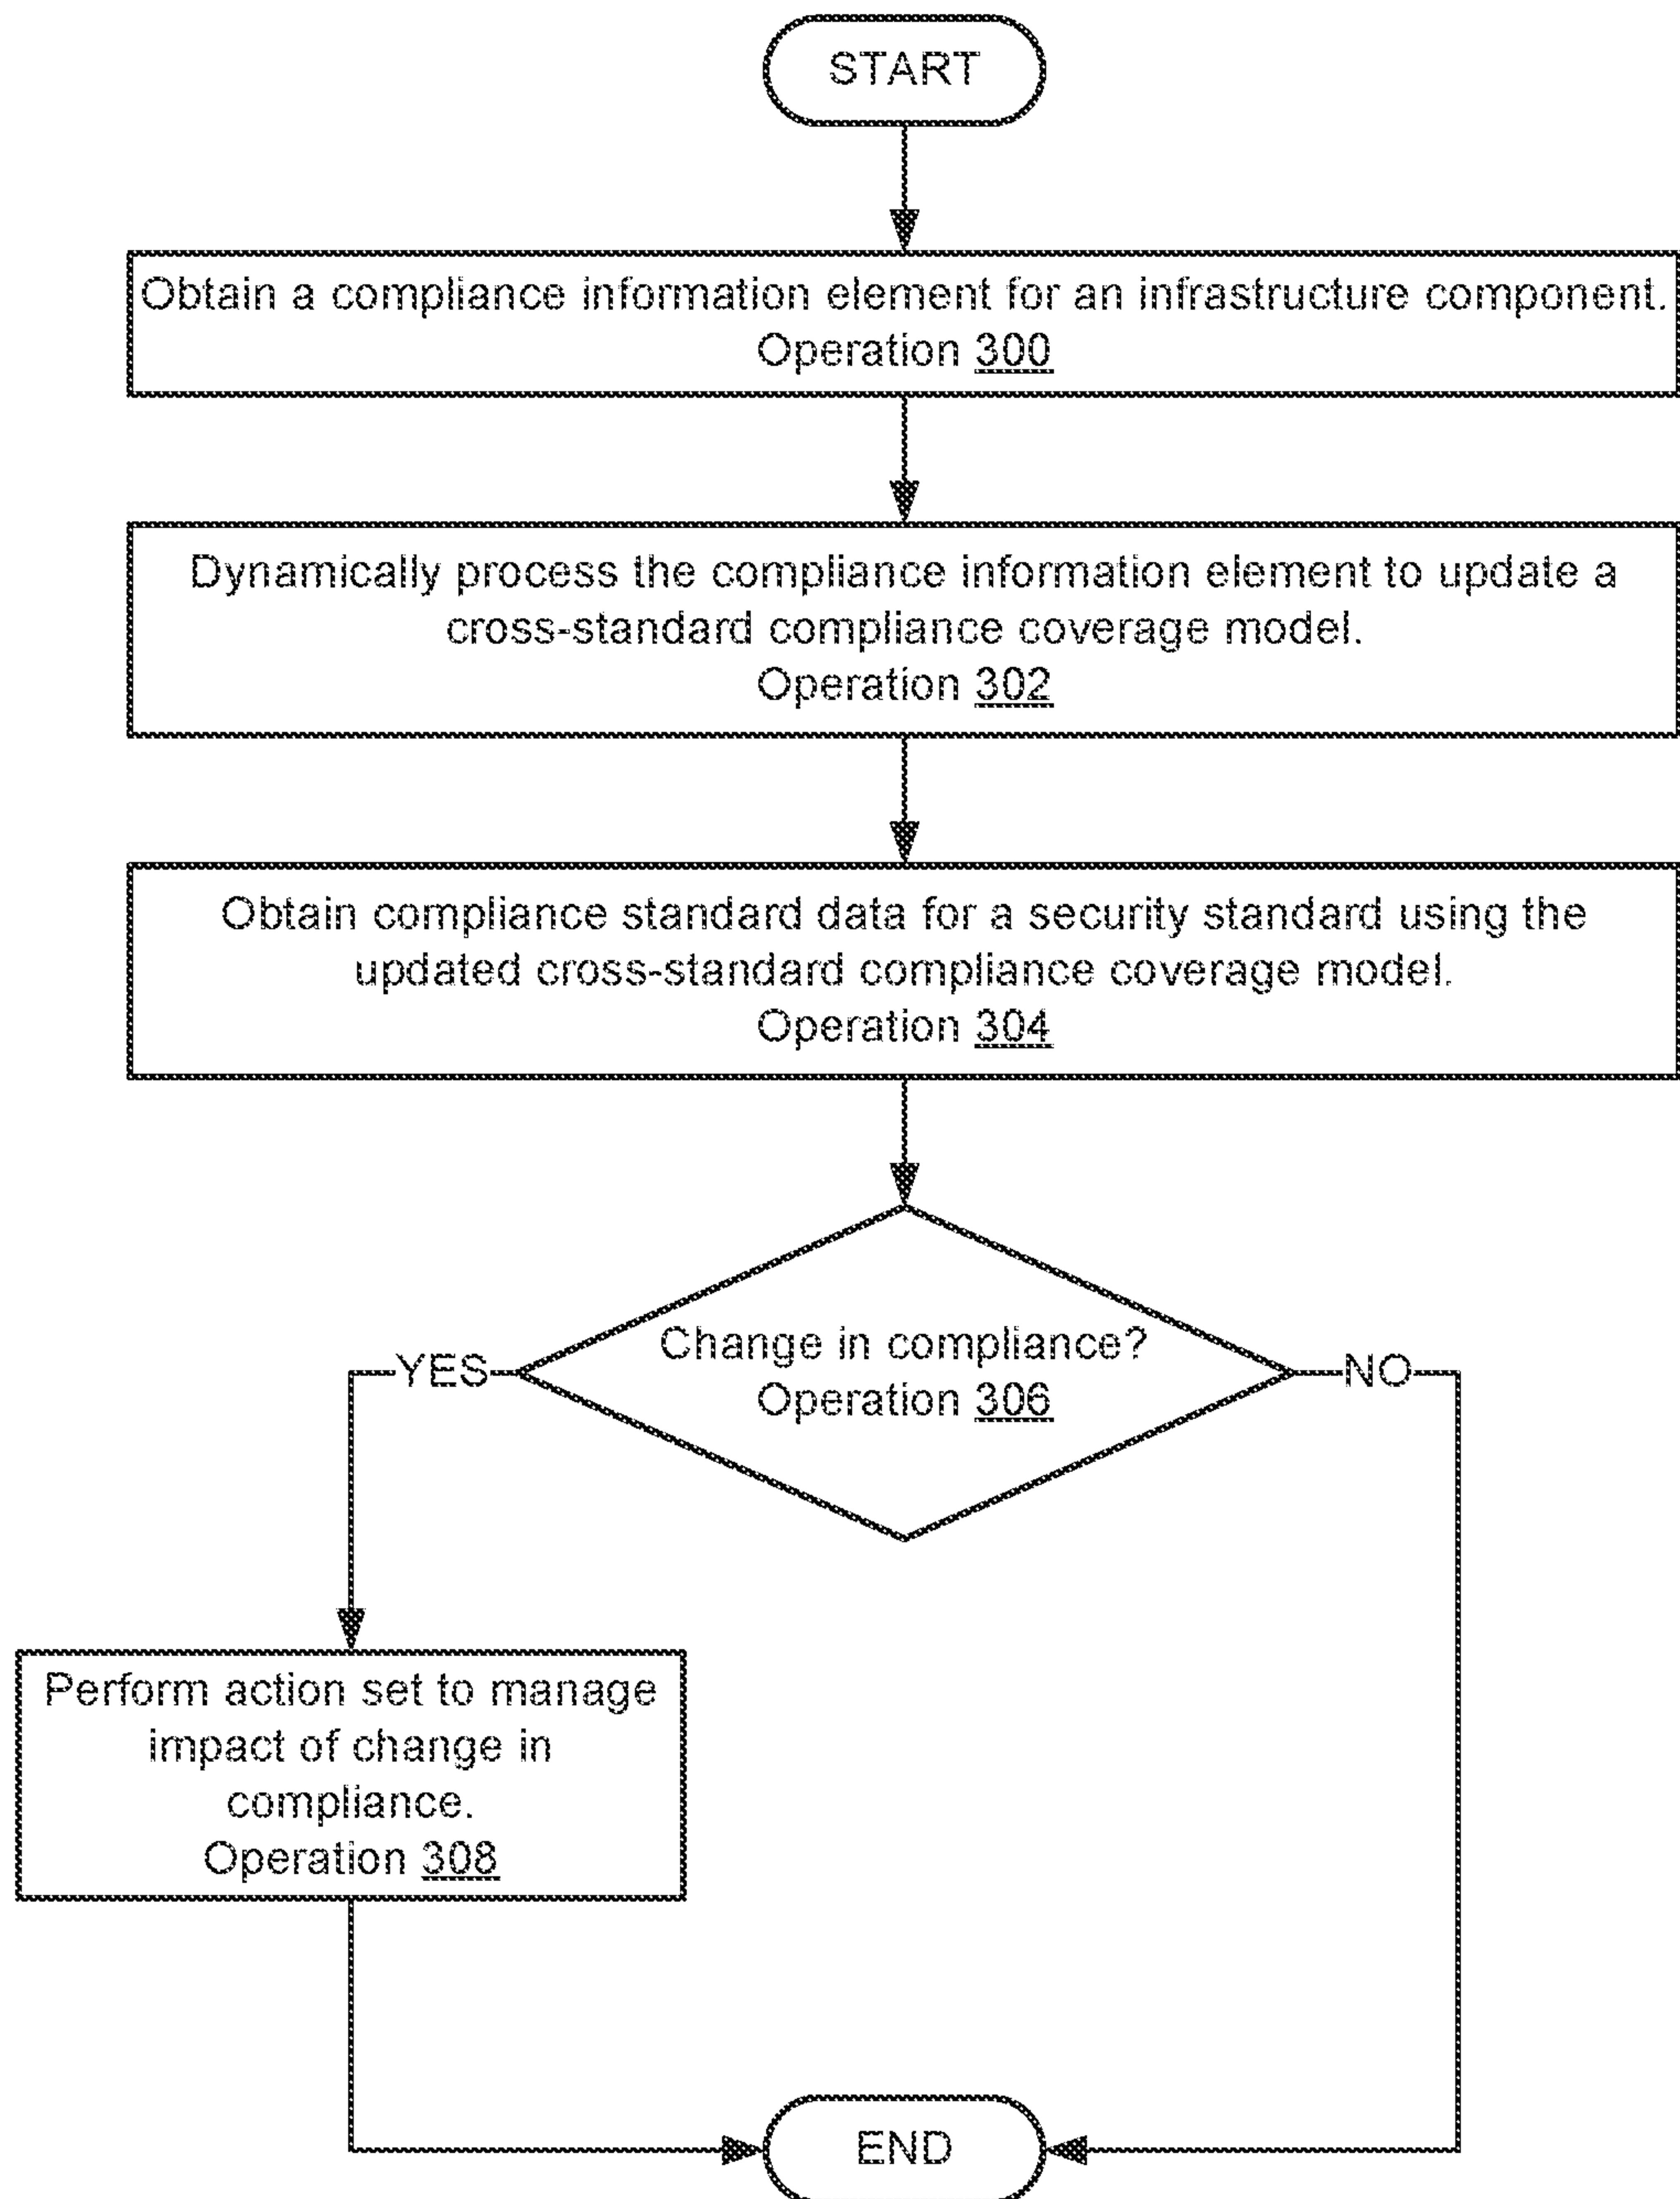 START
Obtain a compliance information element for an infrastructure component.
Operation 300
Dynamically process the compliance information element to update a
cross-standard compliance coverage model.
Operation 302
Obtain compliance standard data for a security standard using the
updated cross-standard compliance coverage model.
Operation 304
Change in compliance?
Operation 306
YES
NO
Perform action set to manage
impact of change in
compliance.
Operation 308
END